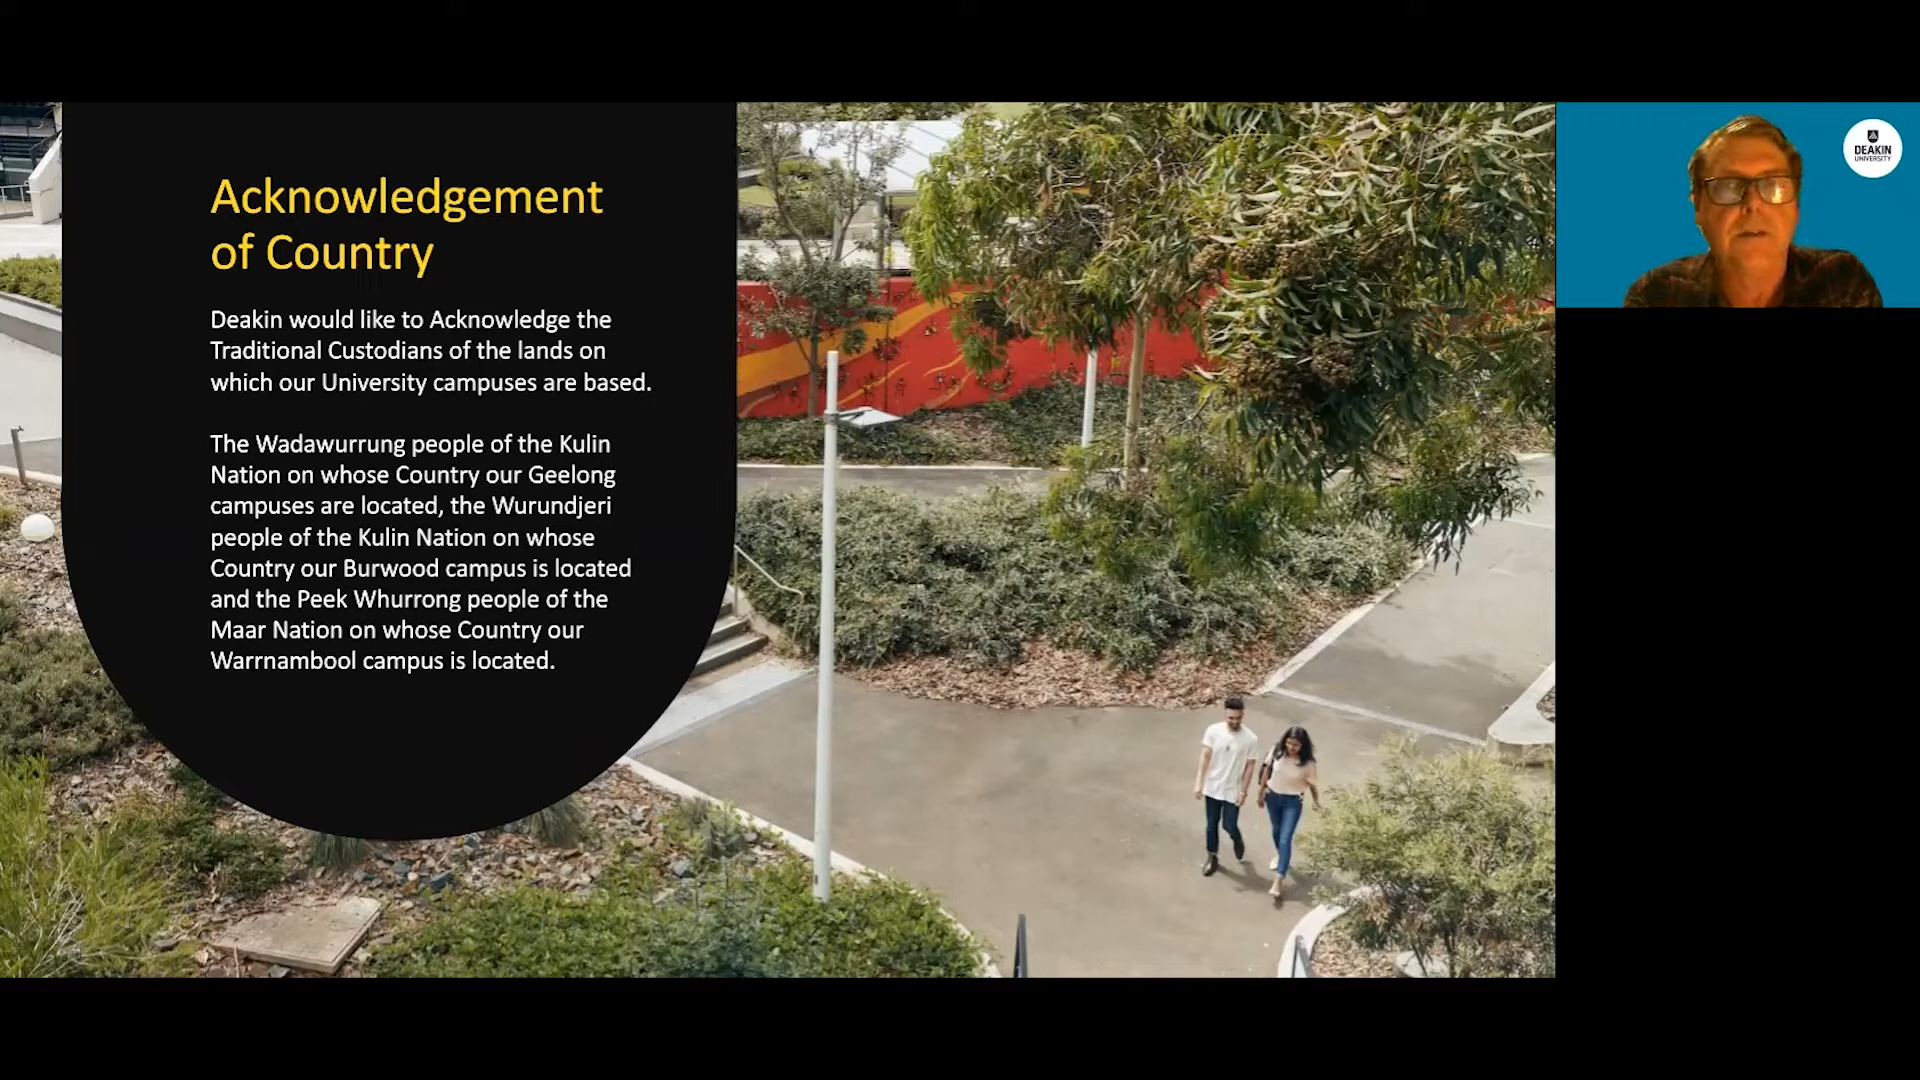 Acknowledgement
of Country
Deakin would like to Acknowledge the
Traditional Custodians of the lands on
which our University campuses are based.
The Wadawurrung people of the Kulin
Nation on whose Country our Geelong
campuses are located, the Wurundjeri
people of the Kulin Nation on whose
Country our Burwood campus is located
and the Peek Whurrong people of the
Maar Nation on whose Country our
Warrnambool campus is located.
DEAKIN
UNIVERSITY